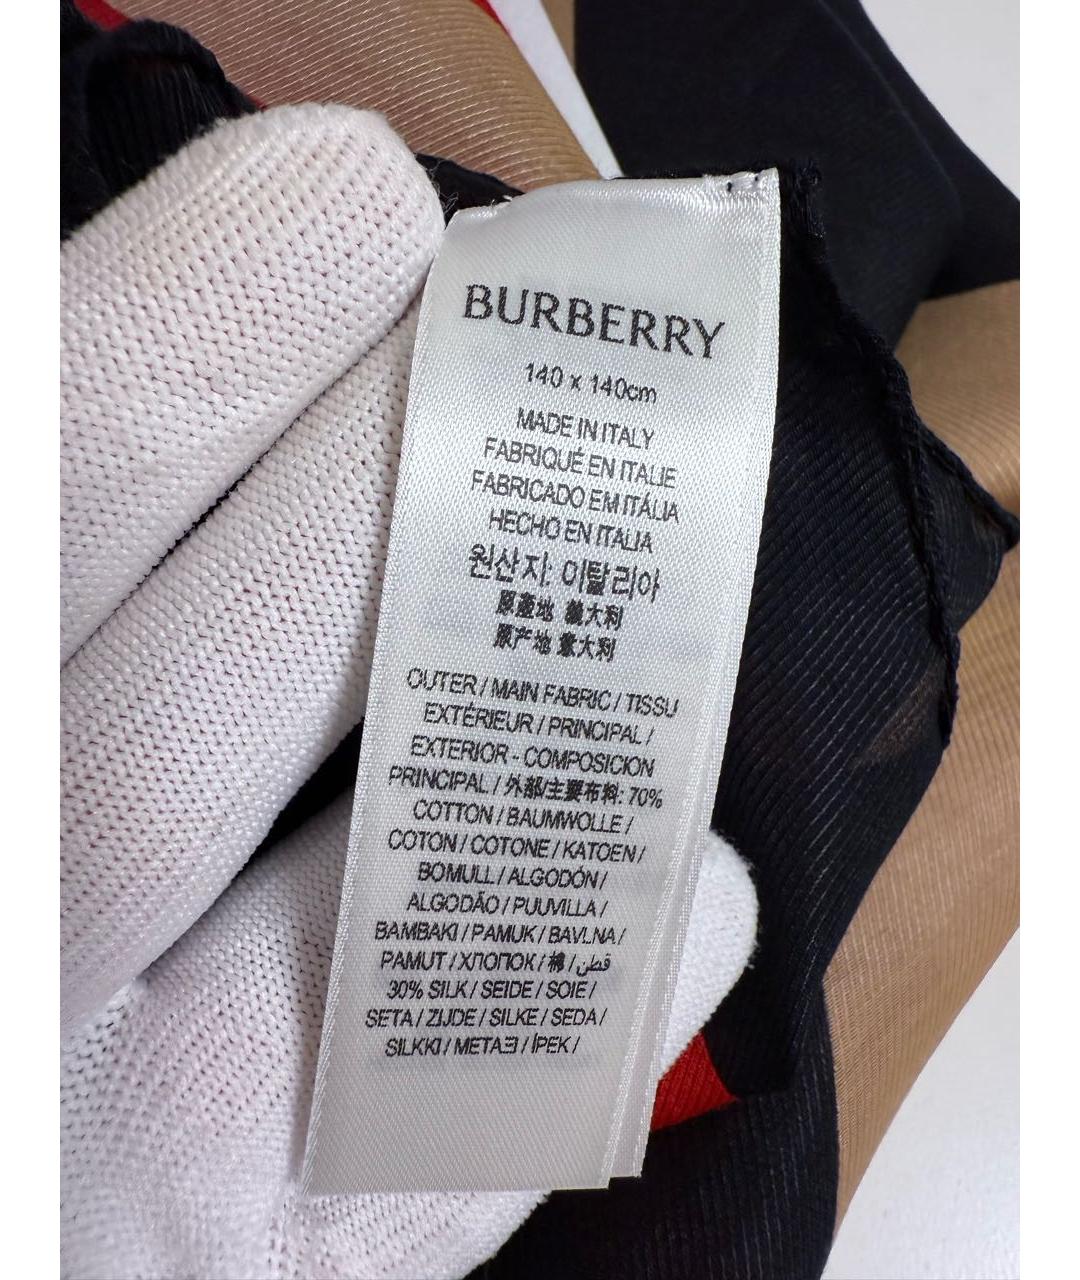 BURBERRY
140 x 140cm
MADE IN ITALY
FABRIQUÉ EN ITALIE
FABRICADO EM ITÁLIA
HECHO EN ITALIA
원산지: 이탈리아
原產地 義大利
原产地 意大利
OUTER / MAIN FABRIC / TISSU
EXTÉRIEUR / PRINCIPAL /
EXTERIOR - COMPOSICION
PRINCIPAL / 外部/主要布料: 70%
COTTON / BAUMWOLLE /
COTON / COTONE / KATOEN /
BOMULL / ALGODÓN /
ALGODÃO / PUUVILLA /
BAMBAKI / PAMUK / BAVLNA /
PAMUT / ХЛОПОК / 棉 / قطن /
30% SILK / SEIDE / SOIE /
SETA / ZIJDE / SILKE / SEDA /
SILKKI / ΜΕΤΑΞΙ / İPEK /